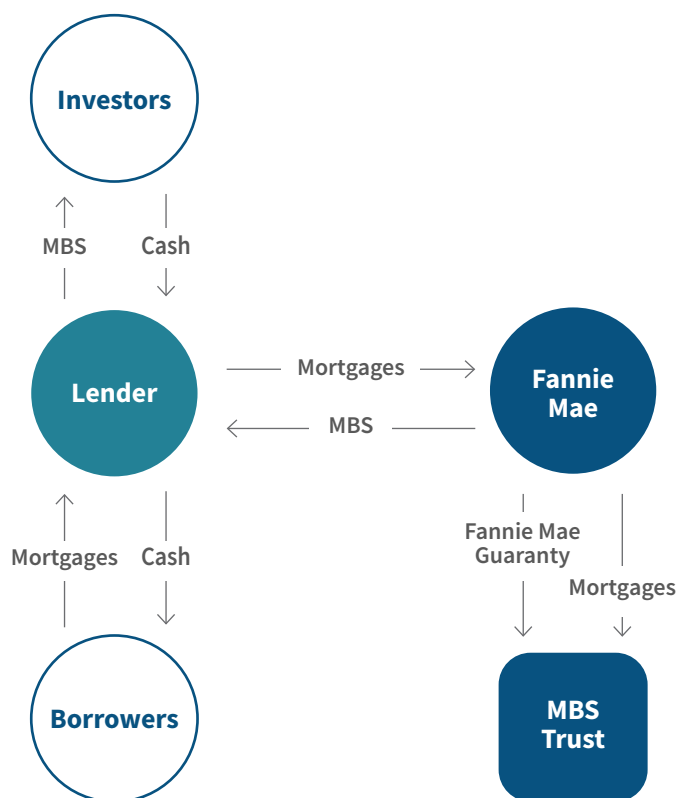 Investors
MBS
Cash
Lender
Mortgages
MBS
Fannie
Mae
Mortgages
Cash
Fannie Mae
Guaranty
Mortgages
Borrowers
MBS
Trust